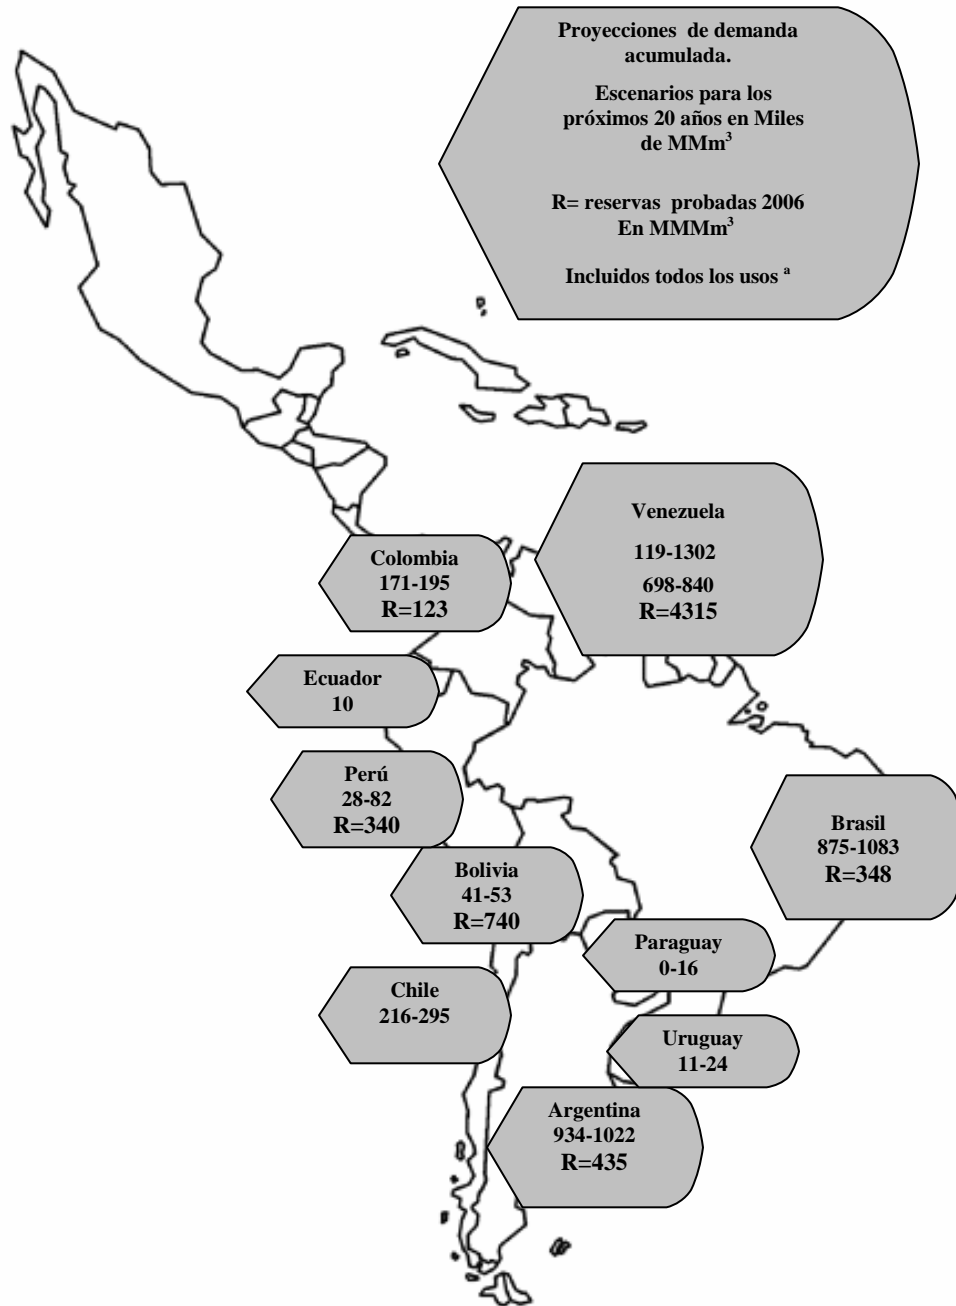 Proyecciones de demanda
acumulada.
Escenarios para los
próximos 20 años en Miles
de MMm³
R= reservas probadas 2006
En MMMm³
Incluidos todos los usos ª
Venezuela
119-1302
698-840
R=4315
Colombia
171-195
R=123
Ecuador
10
Perú
28-82
R=340
Brasil
875-1083
R=348
Bolivia
41-53
R=740
Paraguay
0-16
Chile
216-295
Uruguay
11-24
Argentina
934-1022
R=435